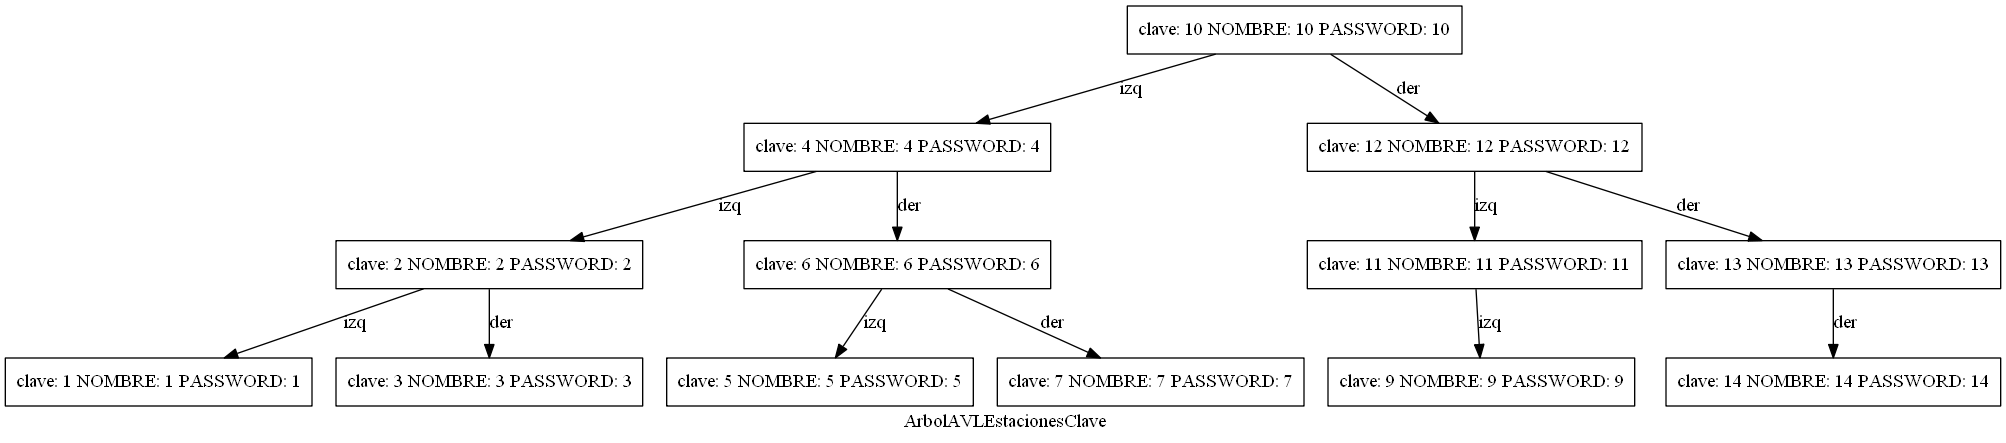 clave: 10 NOMBRE: 10 PASSWORD: 10
izq
der
clave: 4 NOMBRE: 4 PASSWORD: 4
clave: 12 NOMBRE: 12 PASSWORD: 12
izq
der
izq
der
clave: 2 NOMBRE: 2 PASSWORD: 2
clave: 6 NOMBRE: 6 PASSWORD: 6
clave: 11 NOMBRE: 11 PASSWORD: 11
clave: 13 NOMBRE: 13 PASSWORD: 13
izq
der
izq
der
izq
der
clave: 1 NOMBRE: 1 PASSWORD: 1
clave: 3 NOMBRE: 3 PASSWORD: 3
clave: 5 NOMBRE: 5 PASSWORD: 5
clave: 7 NOMBRE: 7 PASSWORD: 7
clave: 9 NOMBRE: 9 PASSWORD: 9
clave: 14 NOMBRE: 14 PASSWORD: 14
ArbolAVLEstacionesClave